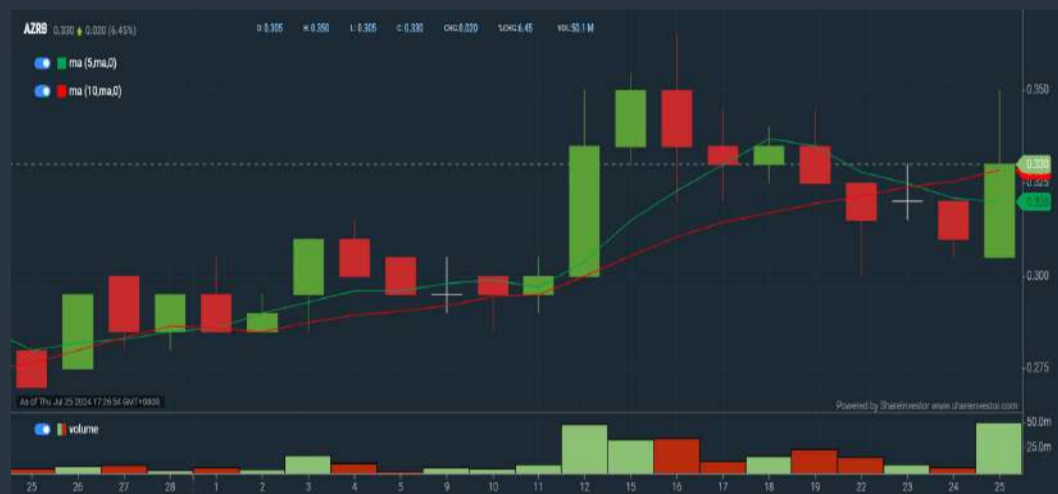 AZRB 0.330 0.020 (6.45%) O:0.305 H:0.350 L:0.305 C:0.330 CHG:0.020 %CHG:6.45 VOL:50.1 M
ma (5,ma,0)
ma (10,ma,0)
0.350
0.330
0.325
0.320
0.300
0.275
As of Thu Jul 25 2024 17:26:54 GMT+0800
Powered by ShareInvestor www.shareinvestor.com
volume
50.0m
25.0m
25 26 27 28 1 2 3 4 5 9 10 11 12 15 16 17 18 19 22 23 24 25